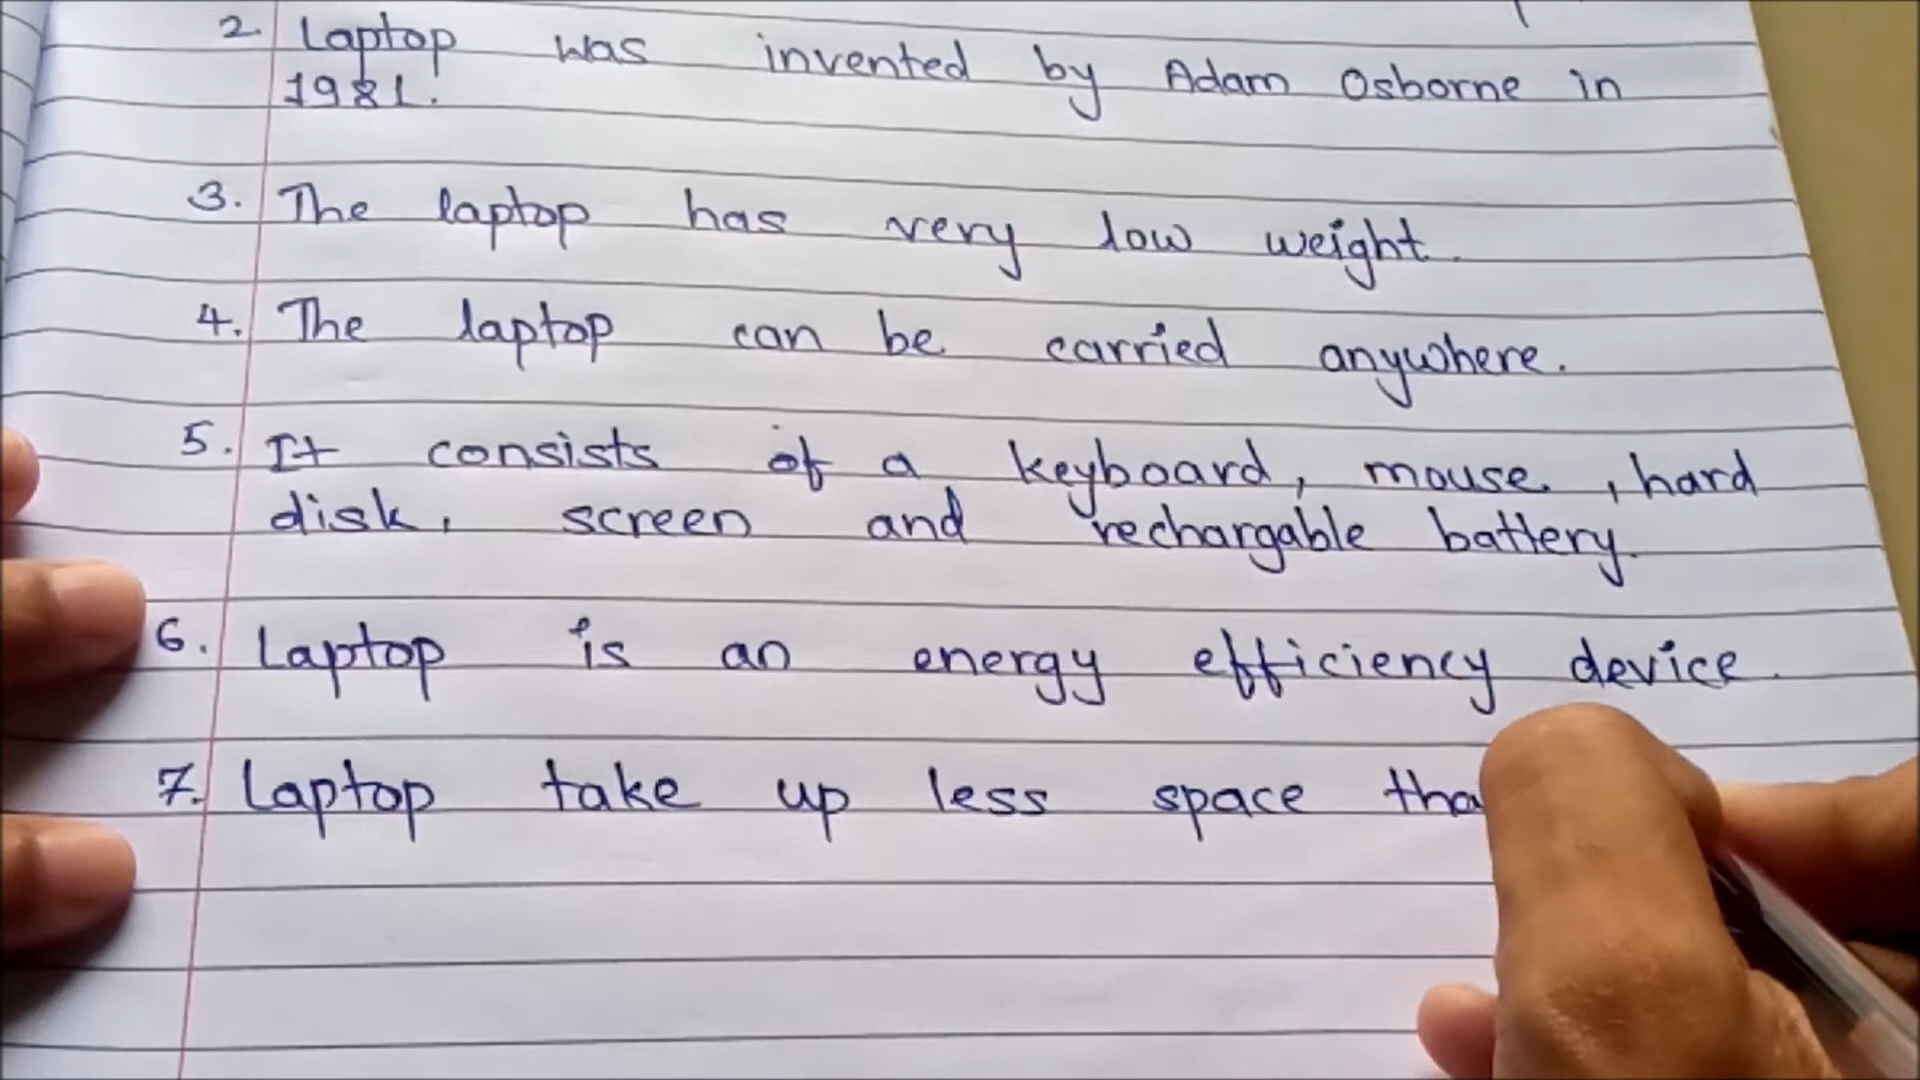 2. Laptop was invented by Adam Osborne in
1981.
3. The laptop has very low weight.
4. The laptop can be carried anywhere.
5. It consists of a keyboard, mouse, hard
disk, screen and rechargable battery.
6. Laptop is an energy efficiency device.
7. Laptop take up less space tha